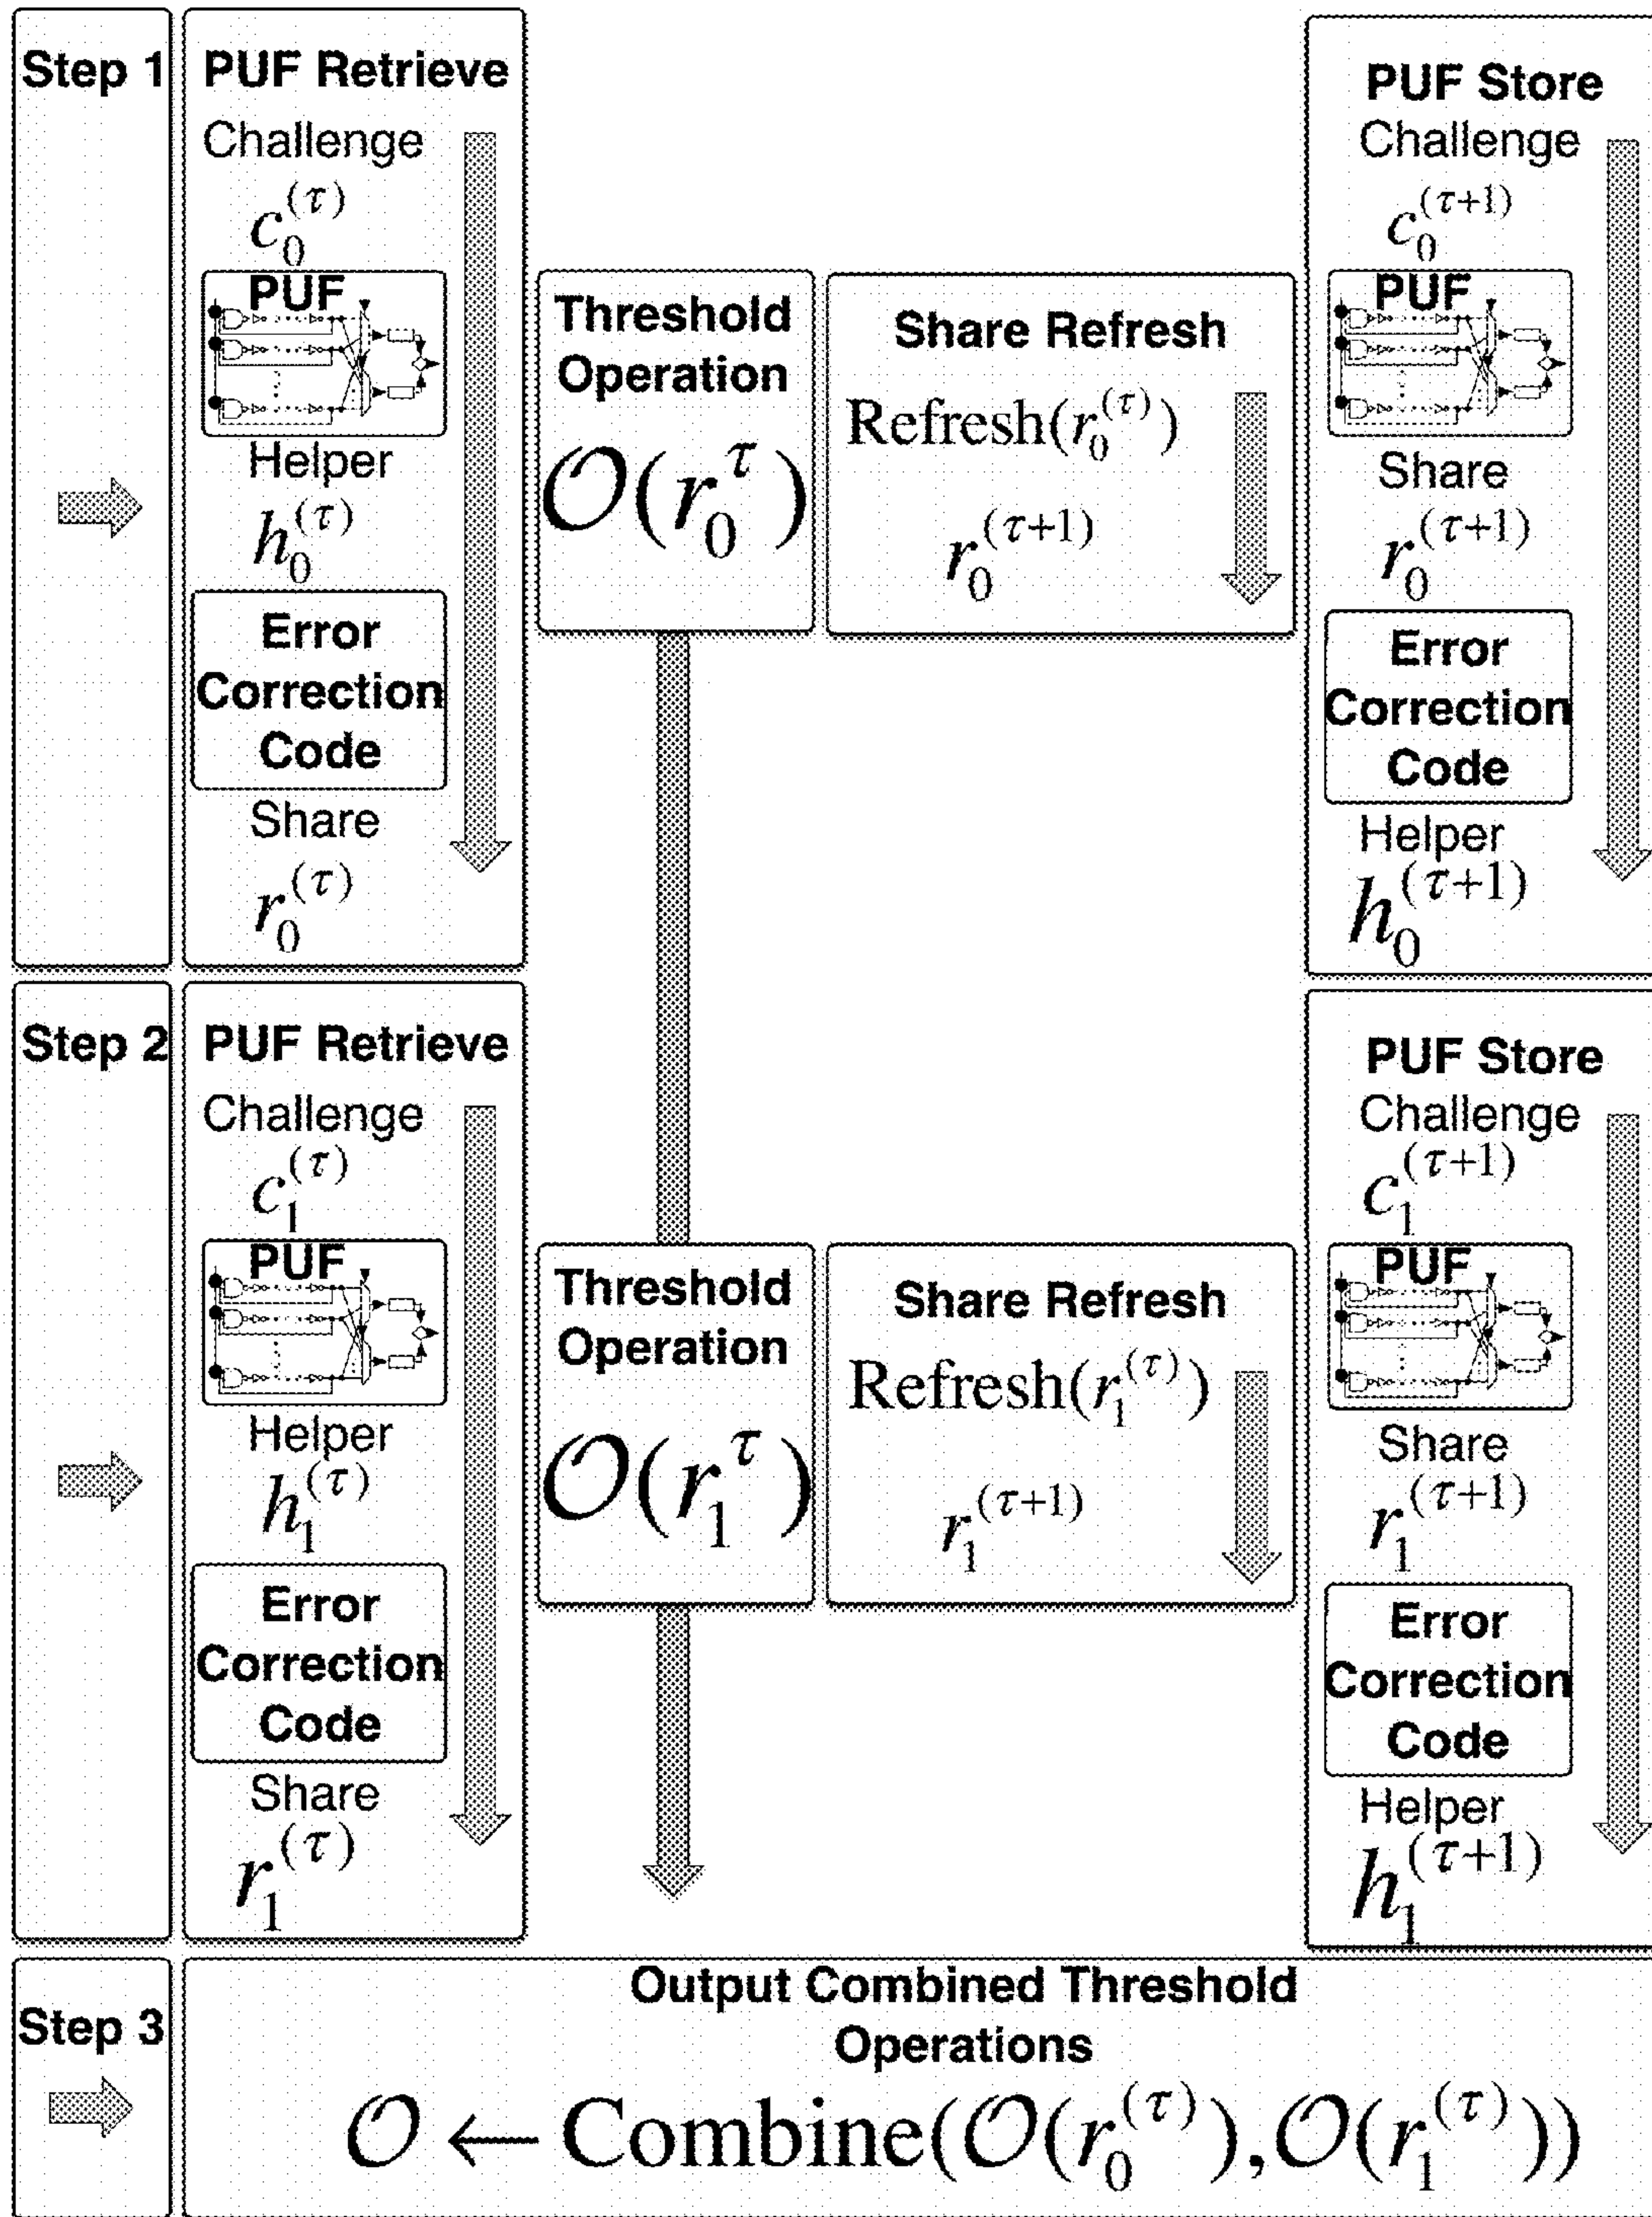 Step 1
PUF Retrieve
Challenge
c₀^(τ)
PUF
Helper
h₀^(τ)
Error
Correction
Code
Share
r₀^(τ)
Threshold
Operation
𝒪(r₀^τ)
Share Refresh
Refresh(r₀^(τ))
r₀^(τ+1)
PUF Store
Challenge
c₀^(τ+1)
PUF
Share
r₀^(τ+1)
Error
Correction
Code
Helper
h₀^(τ+1)
Step 2
PUF Retrieve
Challenge
c₁^(τ)
PUF
Helper
h₁^(τ)
Error
Correction
Code
Share
r₁^(τ)
Threshold
Operation
𝒪(r₁^τ)
Share Refresh
Refresh(r₁^(τ))
r₁^(τ+1)
PUF Store
Challenge
c₁^(τ+1)
PUF
Share
r₁^(τ+1)
Error
Correction
Code
Helper
h₁^(τ+1)
Step 3
Output Combined Threshold
Operations
𝒪 ← Combine(𝒪(r₀^(τ)),𝒪(r₁^(τ)))